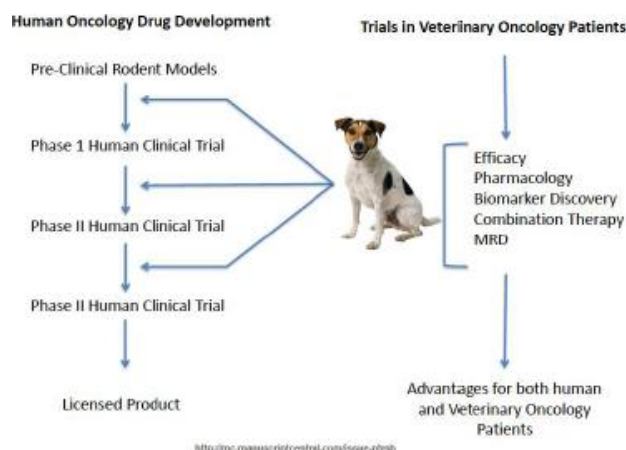 Human Oncology Drug Development
Pre-Clinical Rodent Models
Phase 1 Human Clinical Trial
Phase II Human Clinical Trial
Phase II Human Clinical Trial
Licensed Product
Trials in Veterinary Oncology Patients
Efficacy
Pharmacology
Biomarker Discovery
Combination Therapy
MRD
Advantages for both human
and Veterinary Oncology
Patients